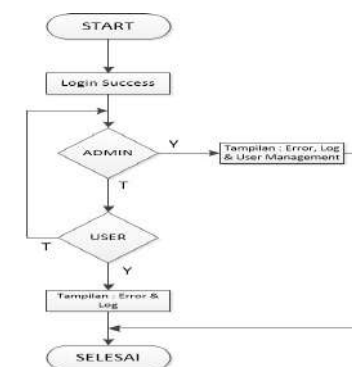 START
Login Success
ADMIN
Y
Tampilan : Error, Log
& User Management
T
USER
T
Y
Tampilan : Error &
Log
SELESAI